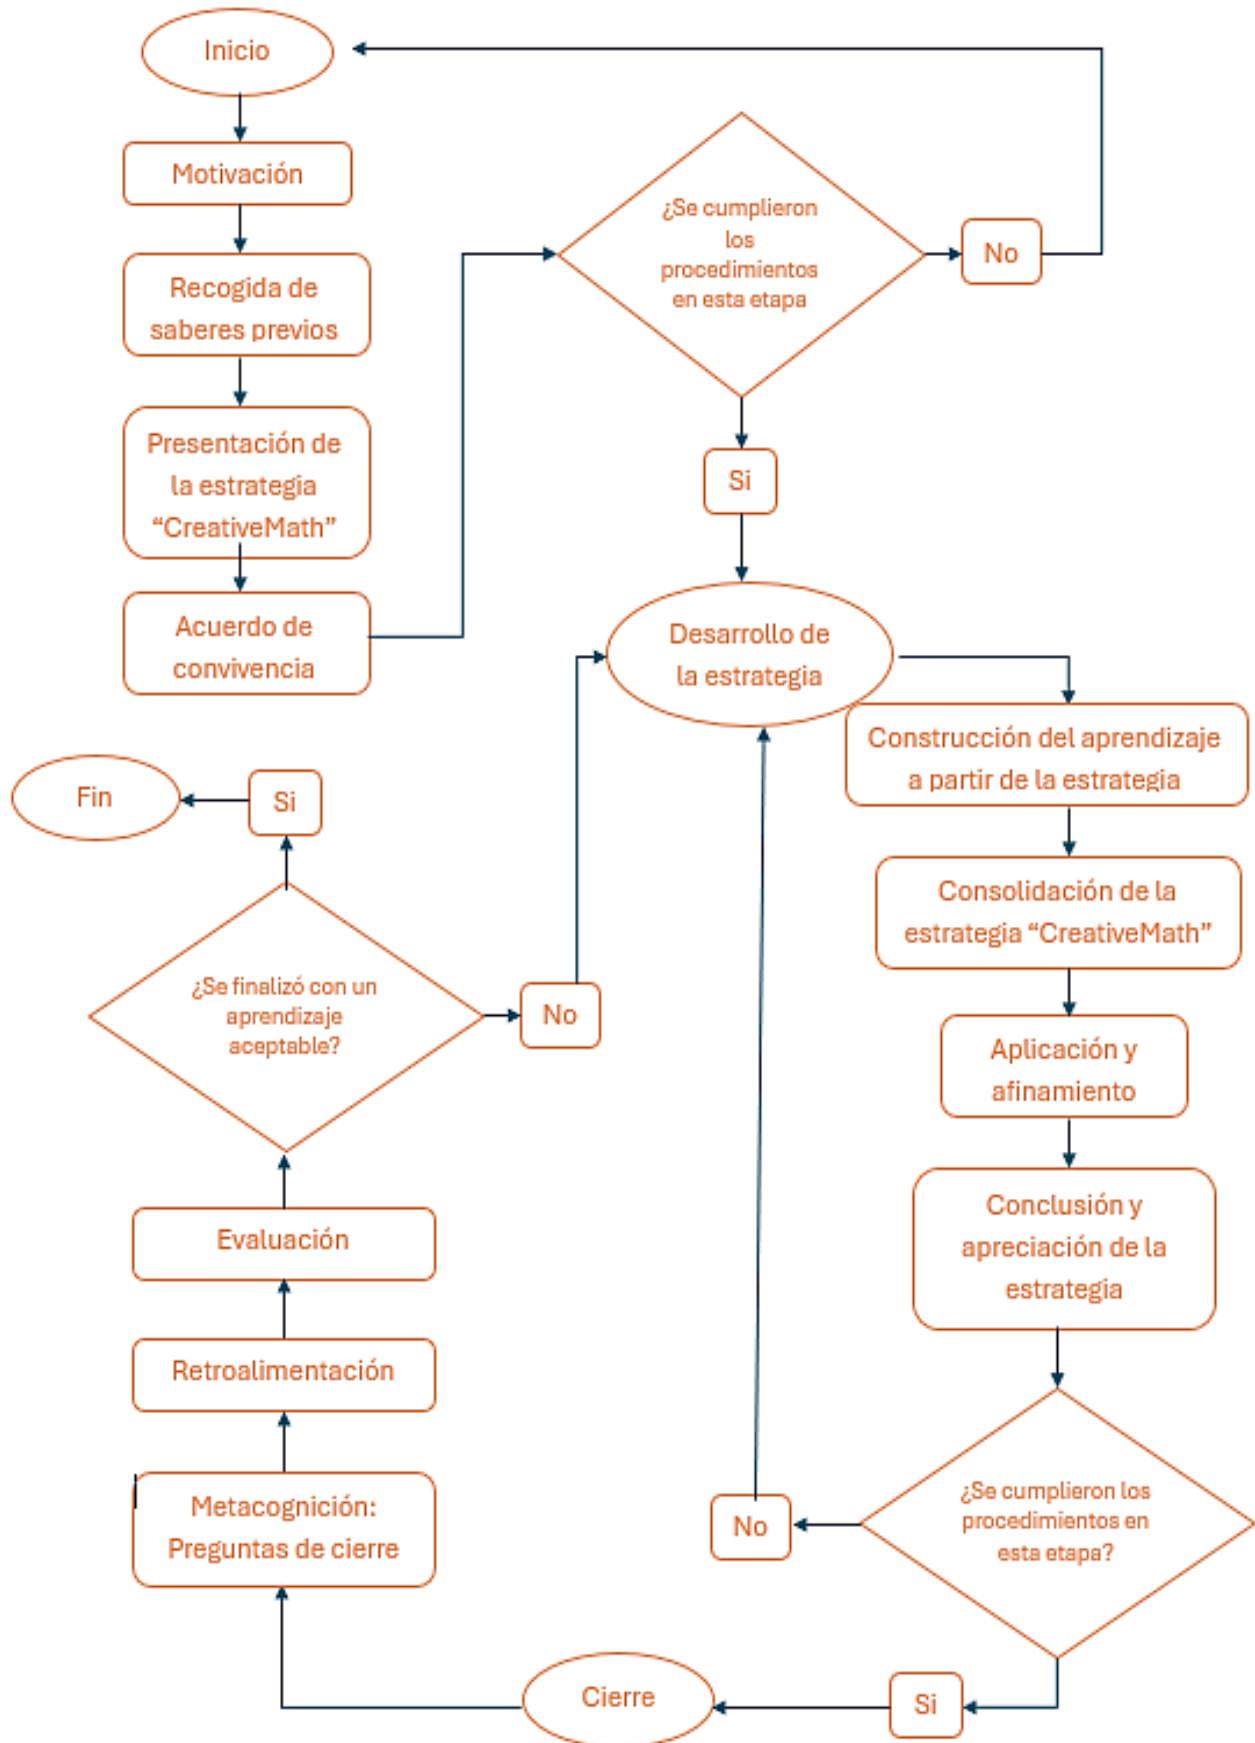 Inicio
Motivación
Recogida de
saberes previos
Presentación de
la estrategia
“CreativeMath”
Acuerdo de
convivencia
¿Se cumplieron
los
procedimientos
en esta etapa
No
Si
Desarrollo de
la estrategia
Construcción del aprendizaje
a partir de la estrategia
Consolidación de la
estrategia “CreativeMath”
Aplicación y
afinamiento
Conclusión y
apreciación de la
estrategia
¿Se cumplieron los
procedimientos en
esta etapa?
No
Si
Cierre
Metacognición:
Preguntas de cierre
Retroalimentación
Evaluación
¿Se finalizó con un
aprendizaje
aceptable?
No
Si
Fin